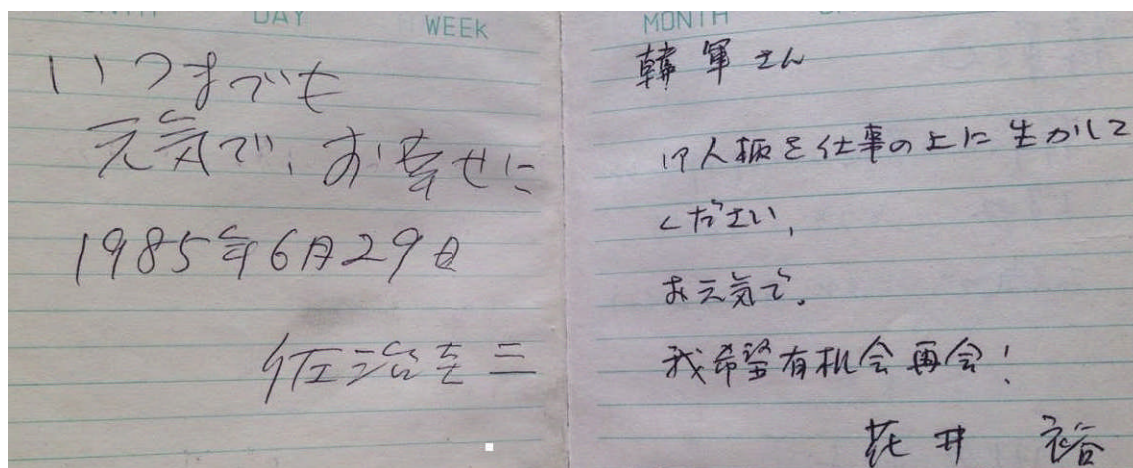 DAY
WEEK
いつまでも
元気で、お幸せに
1985年6月29日
佐治圭三
MONTH
韓軍さん
人柄を仕事の上に生かして
ください。
お元気で。
我希望有机会再会！
花井 裕